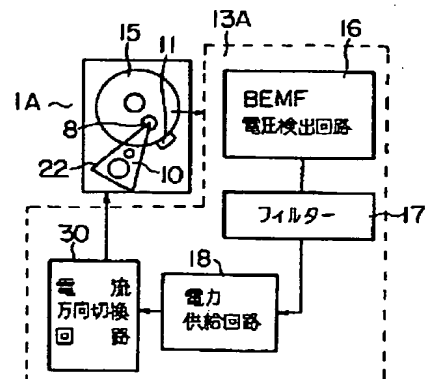 15
11
13A
16
1A
8
22
10
BEMF
電圧検出回路
フィルター
17
30
18
電流
方向切換
回路
電力
供給回路